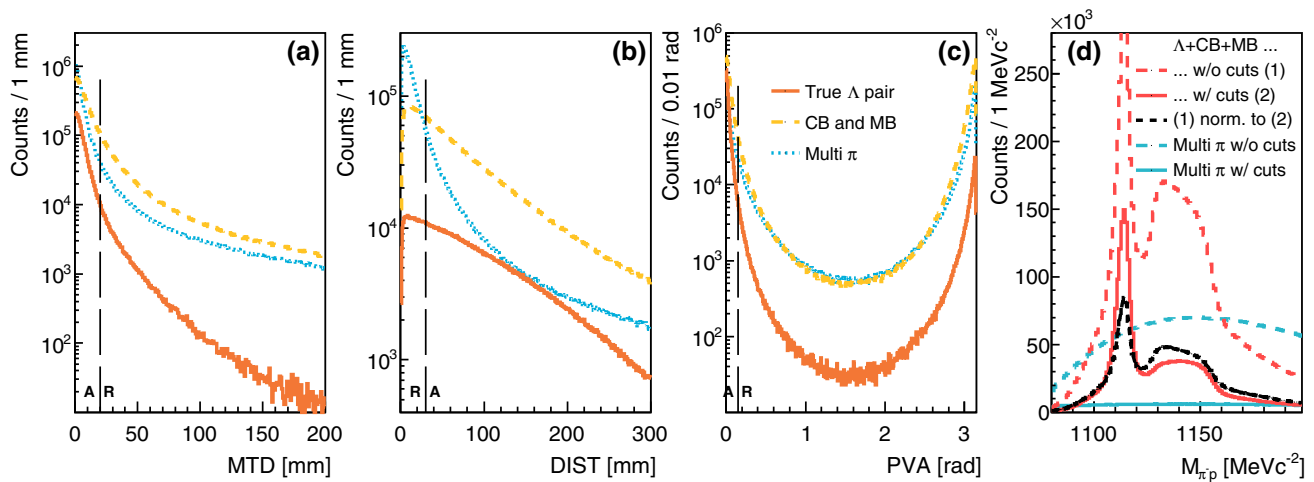 (a)
Counts / 1 mm
10⁶
10⁵
10⁴
10³
10²
10
A R
0 50 100 150 200
MTD [mm]
(b)
Counts / 1 mm
10⁵
10⁴
10³
R A
0 100 200 300
DIST [mm]
(c)
Counts / 0.01 rad
10⁶
10⁵
10⁴
10³
10²
True Λ pair
CB and MB
Multi π
A R
0 1 2 3
PVA [rad]
×10³
(d)
Counts / 1 MeVc⁻²
250
200
150
100
50
0
Λ+CB+MB ...
... w/o cuts (1)
... w/ cuts (2)
(1) norm. to (2)
Multi π w/o cuts
Multi π w/ cuts
1100 1150
M_π⁻p [MeVc⁻²]